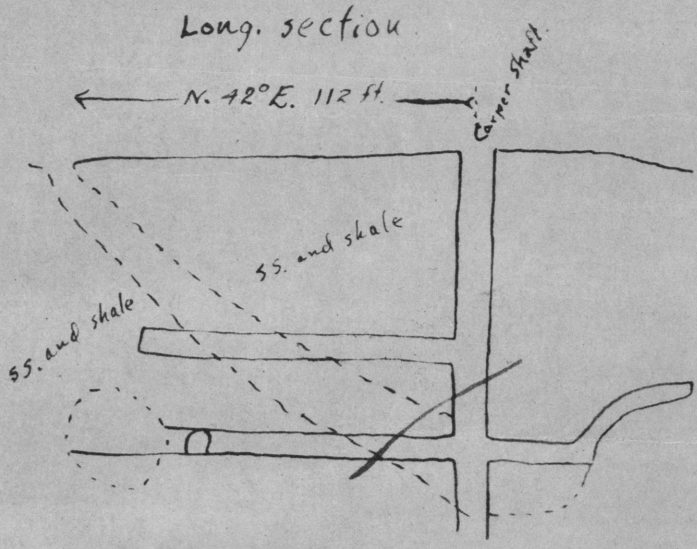 Long. section
N. 42°E. 112 ft.
Carper shaft.
ss. and shale
ss. and shale